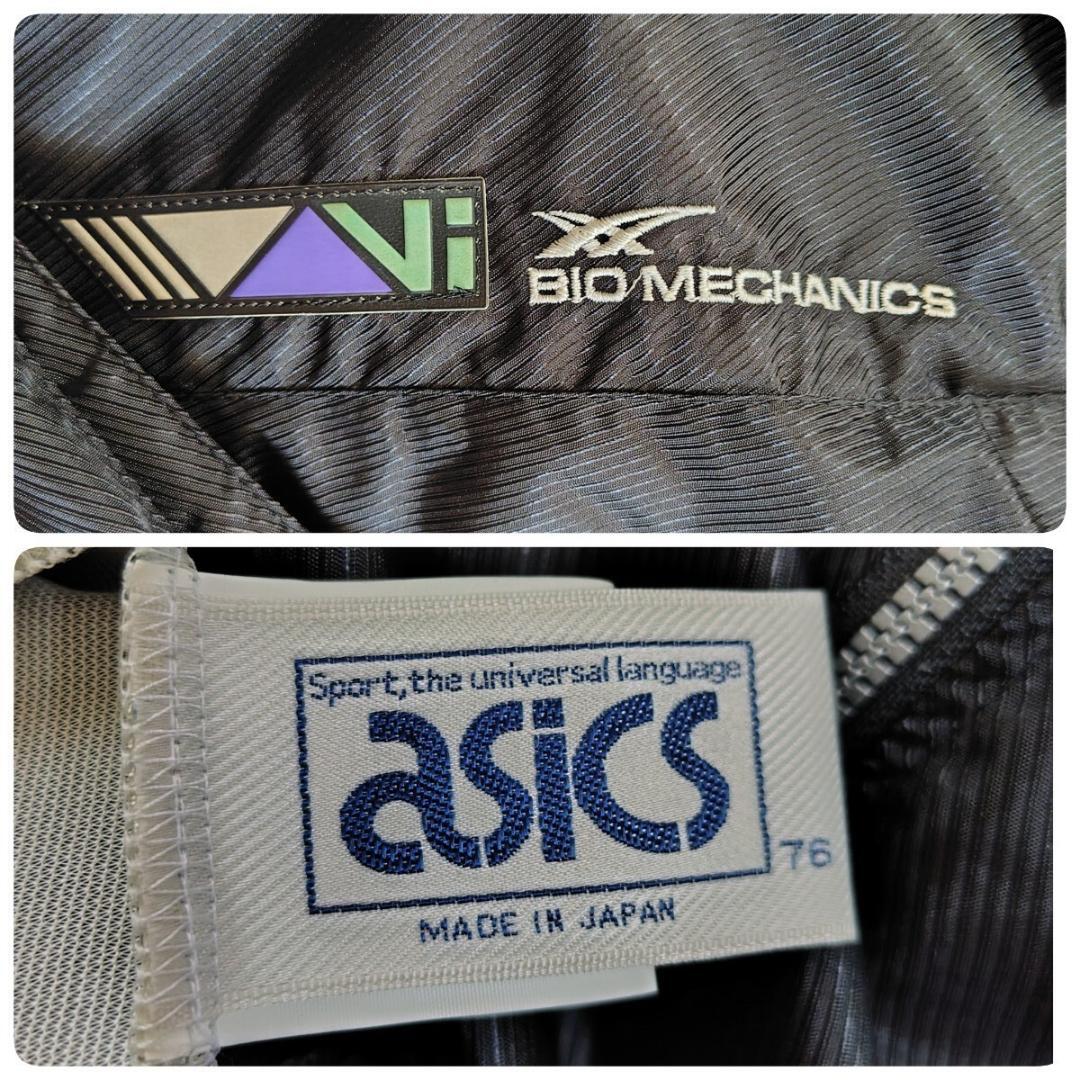 Vi
BIO MECHANICS
Sport, the universal language
asics
76
MADE IN JAPAN